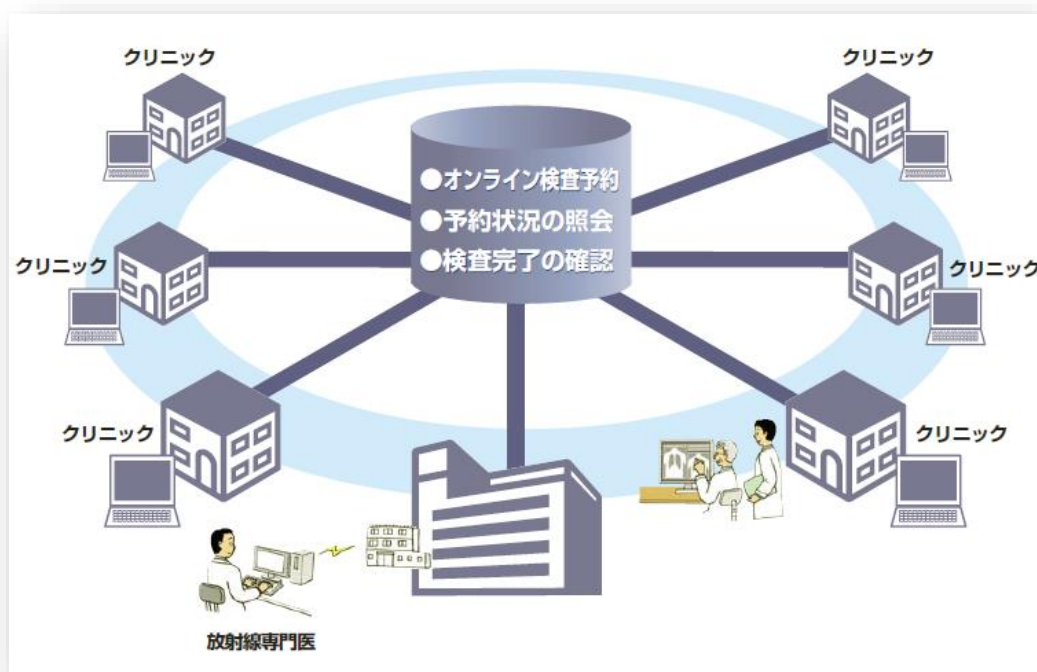 クリニック
クリニック
●オンライン検査予約
●予約状況の照会
●検査完了の確認
クリニック
クリニック
クリニック
クリニック
放射線専門医